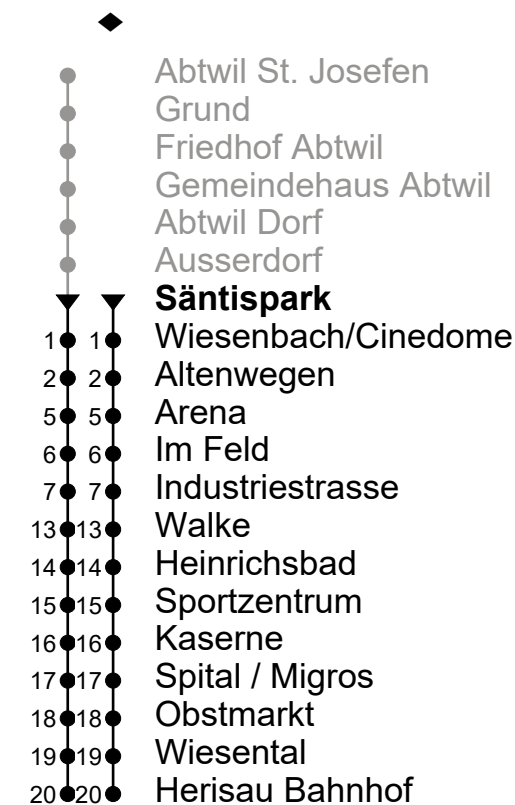 Abtwil St. Josefen
Grund
Friedhof Abtwil
Gemeindehaus Abtwil
Abtwil Dorf
Ausserdorf
Säntispark
1 1 Wiesenbach/Cinedome
2 2 Altenwegen
5 5 Arena
6 6 Im Feld
7 7 Industriestrasse
13 13 Walke
14 14 Heinrichsbad
15 15 Sportzentrum
16 16 Kaserne
17 17 Spital / Migros
18 18 Obstmarkt
19 19 Wiesental
20 20 Herisau Bahnhof